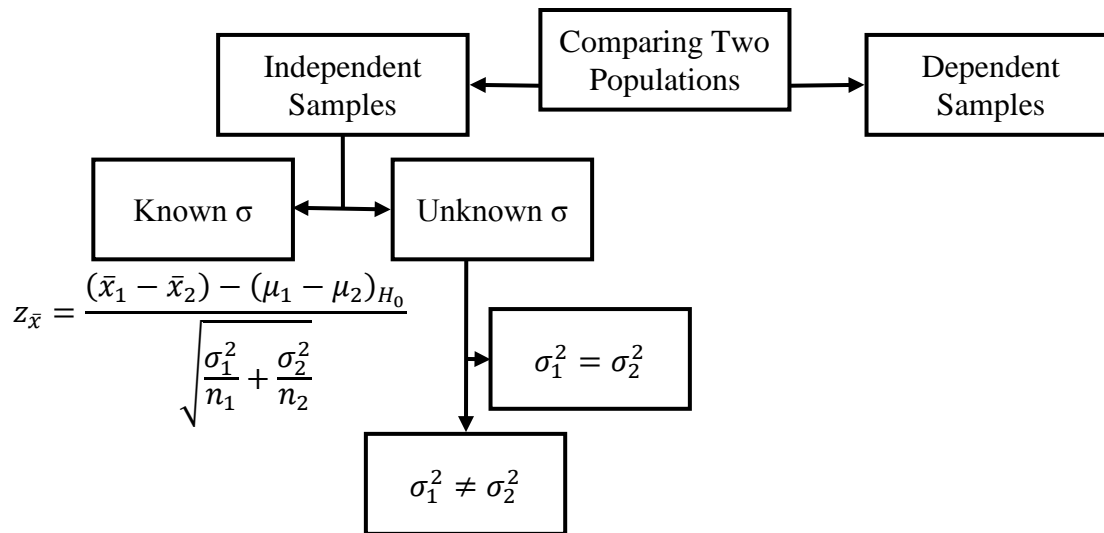 Comparing Two
Populations
Independent
Samples
Dependent
Samples
Known σ
Unknown σ
z_x̄ = ((x̄₁ − x̄₂) − (μ₁ − μ₂)_H₀) / √(σ₁²/n₁ + σ₂²/n₂)
σ₁² = σ₂²
σ₁² ≠ σ₂²